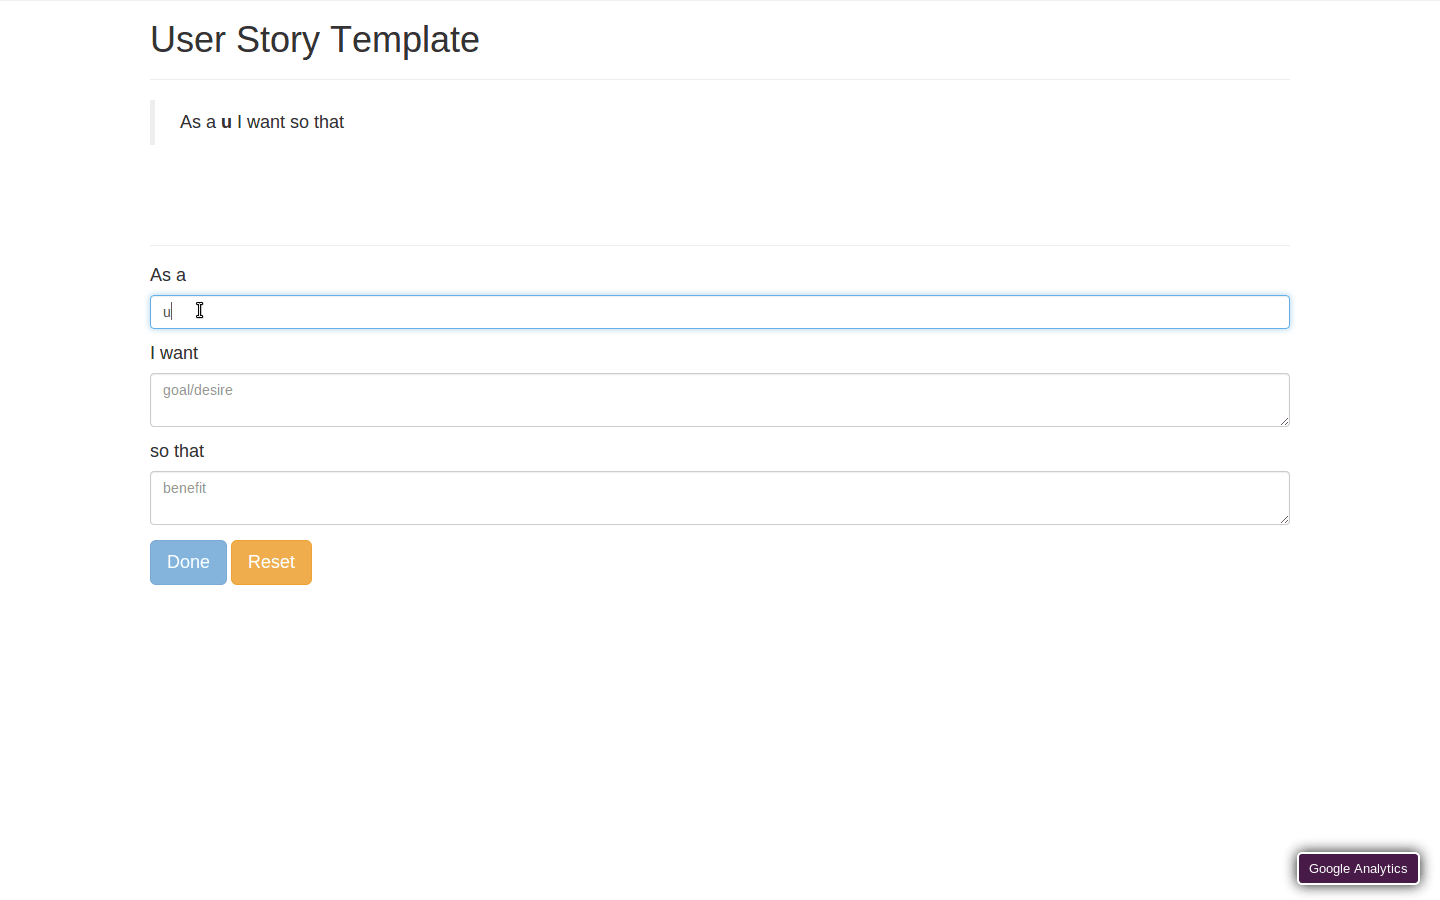 User Story Template
As a u I want so that
As a
u
I want
goal/desire
so that
benefit
Done Reset
Google Analytics